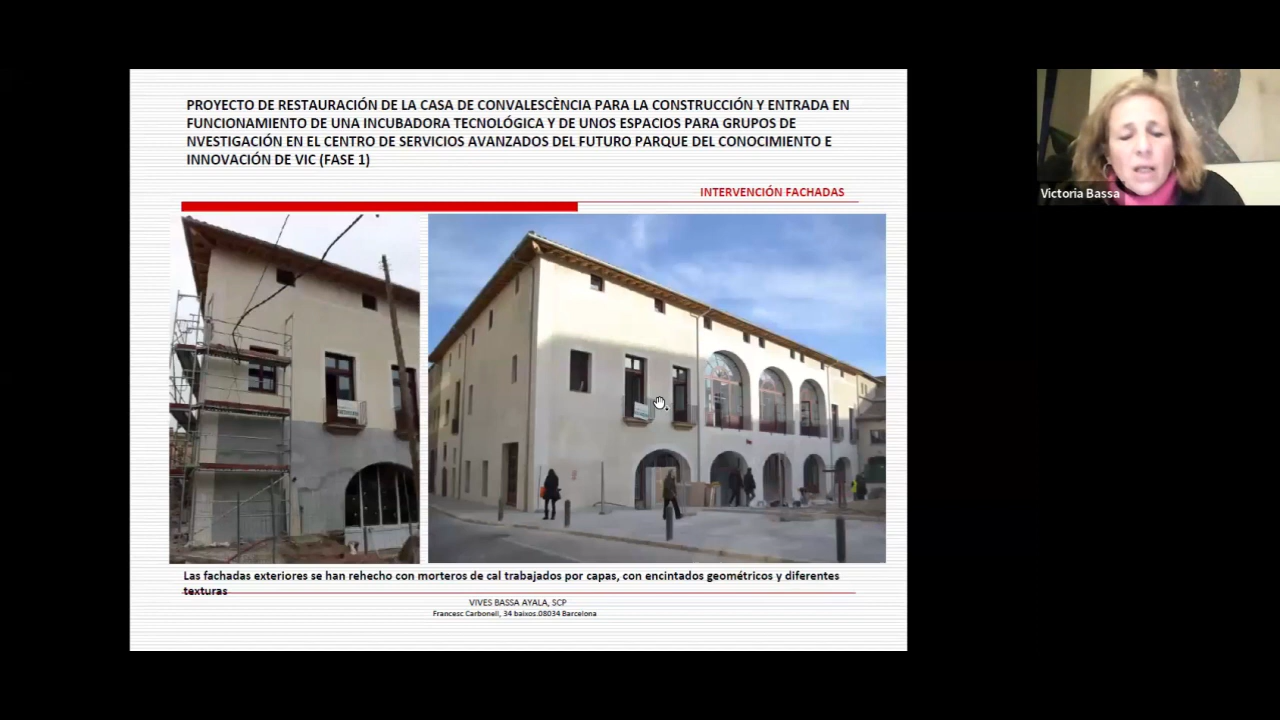 PROYECTO DE RESTAURACIÓN DE LA CASA DE CONVALESCÈNCIA PARA LA CONSTRUCCIÓN Y ENTRADA EN
FUNCIONAMIENTO DE UNA INCUBADORA TECNOLÓGICA Y DE UNOS ESPACIOS PARA GRUPOS DE
NVESTIGACIÓN EN EL CENTRO DE SERVICIOS AVANZADOS DEL FUTURO PARQUE DEL CONOCIMIENTO E
INNOVACIÓN DE VIC (FASE 1)
INTERVENCIÓN FACHADAS
Victoria Bassa
Las fachadas exteriores se han rehecho con morteros de cal trabajados por capas, con encintados geométricos y diferentes
texturas
VIVES BASSA AYALA, SCP
Francesc Carbonell, 34 baixos.08034 Barcelona